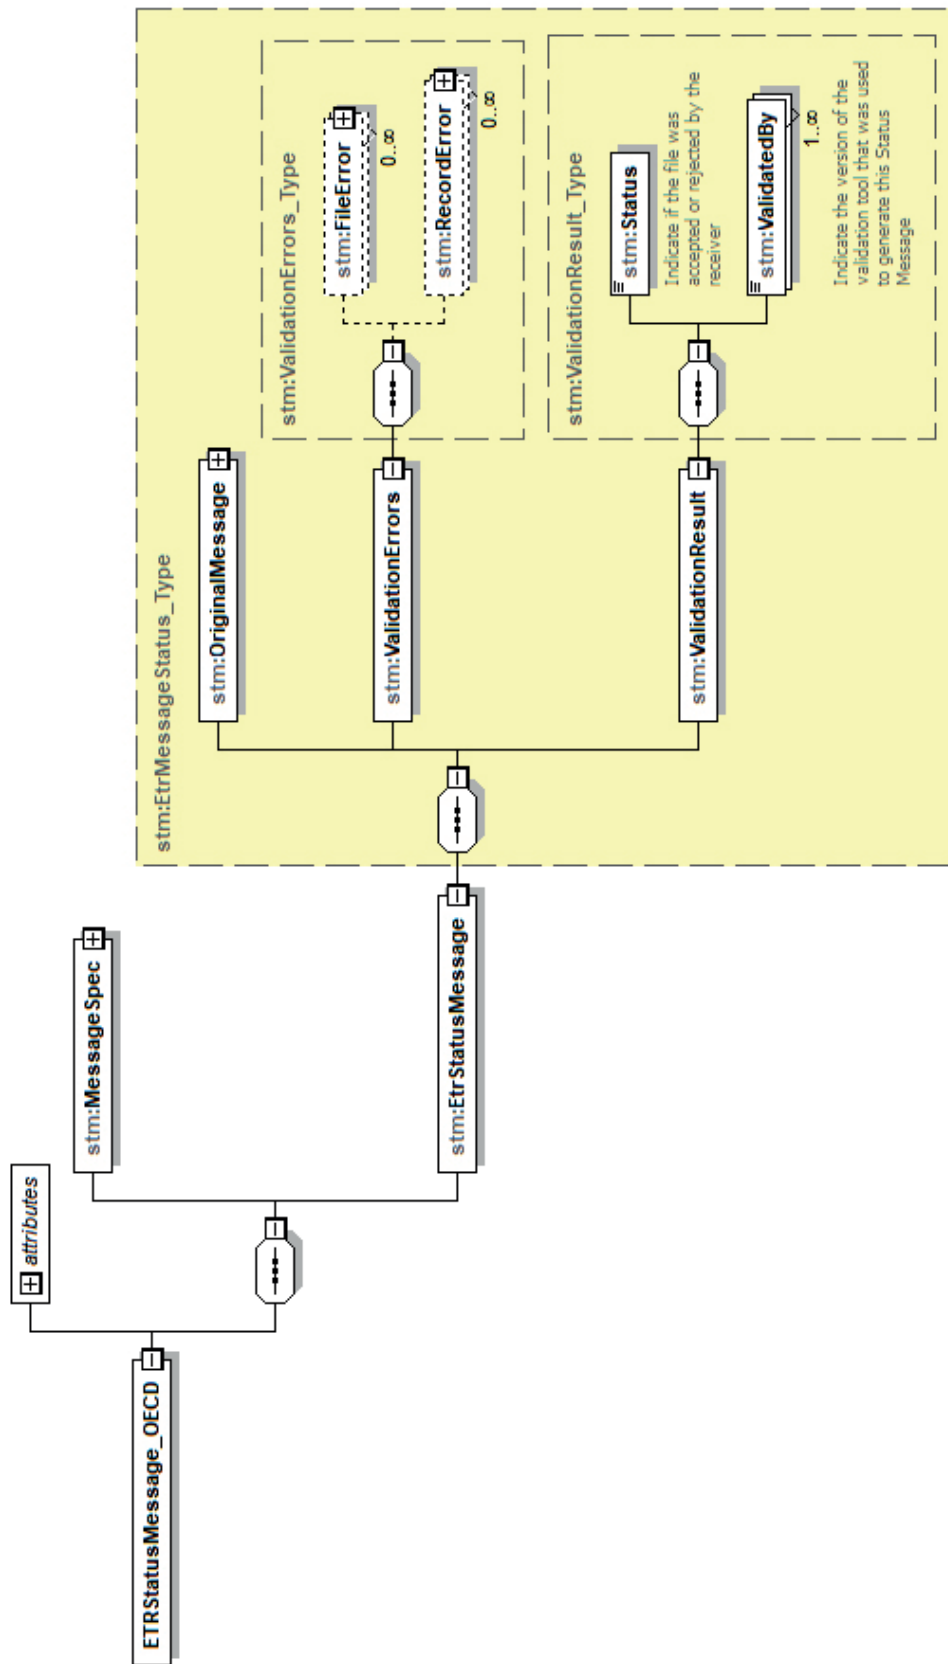 ETRStatusMessage_OECD
attributes
stm:MessageSpec
stm:EtrStatusMessage
stm:EtrMessageStatus_Type
stm:OriginalMessage
stm:ValidationErrors
stm:ValidationErrors_Type
stm:FileError
0..∞
stm:RecordError
0..∞
stm:ValidationResult
stm:ValidationResult_Type
stm:Status
Indicate if the file was
accepted or rejected by the
receiver
stm:ValidatedBy
1..∞
Indicate the version of the
validation tool that was used
to generate this Status
Message